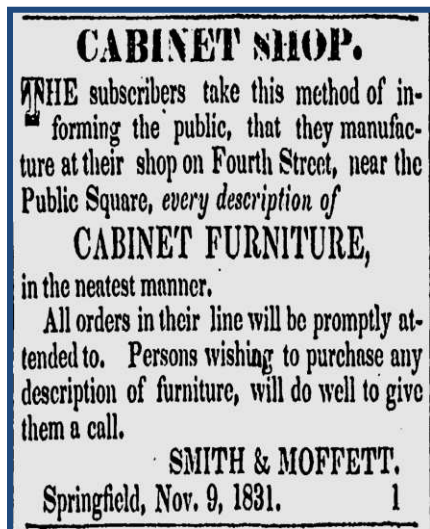 CABINET SHOP.
THE subscribers take this method of in-
forming the public, that they manufac-
ture at their shop on Fourth Street, near the
Public Square, every description of
CABINET FURNITURE,
in the neatest manner.
All orders in their line will be promptly at-
tended to. Persons wishing to purchase any
description of furniture, will do well to give
them a call.
SMITH & MOFFETT.
Springfield, Nov. 9, 1831. 1